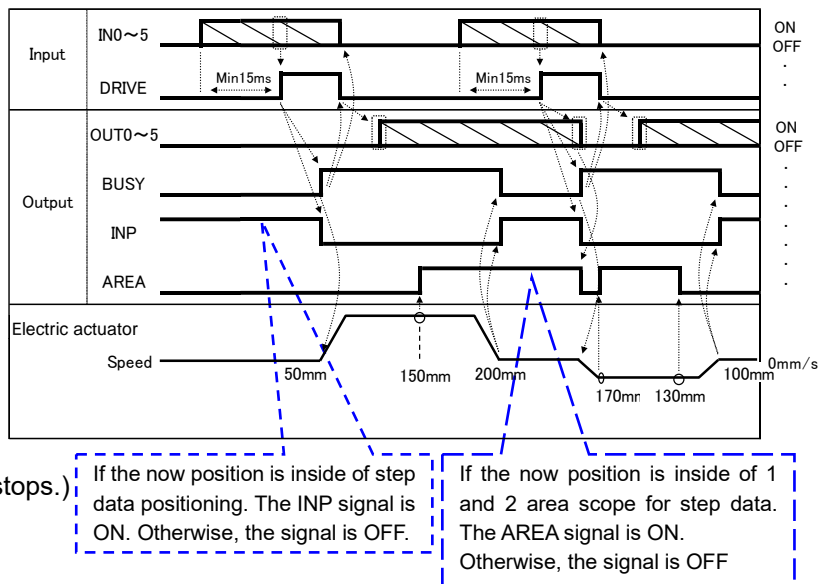 Input
IN0～5
ON
OFF
Min15ms
Min15ms
DRIVE
Output
OUT0～5
ON
OFF
BUSY
INP
AREA
Electric actuator
Speed
0mm/s
50mm
150mm
200mm
170mm
130mm
100mm
stops.)
If the now position is inside of step
data positioning. The INP signal is
ON. Otherwise, the signal is OFF.
If the now position is inside of 1
and 2 area scope for step data.
The AREA signal is ON.
Otherwise, the signal is OFF